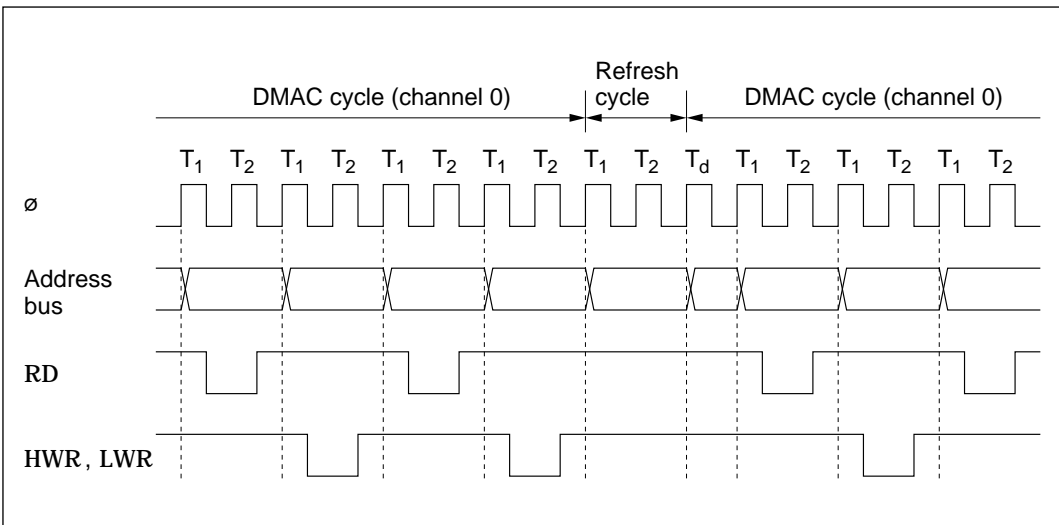 Refresh
DMAC cycle (channel 0) cycle DMAC cycle (channel 0)
T1 T2 T1 T2 T1 T2 T1 T2 T1 T2 Td T1 T2 T1 T2 T1 T2
ø
Address
bus
RD
HWR, LWR